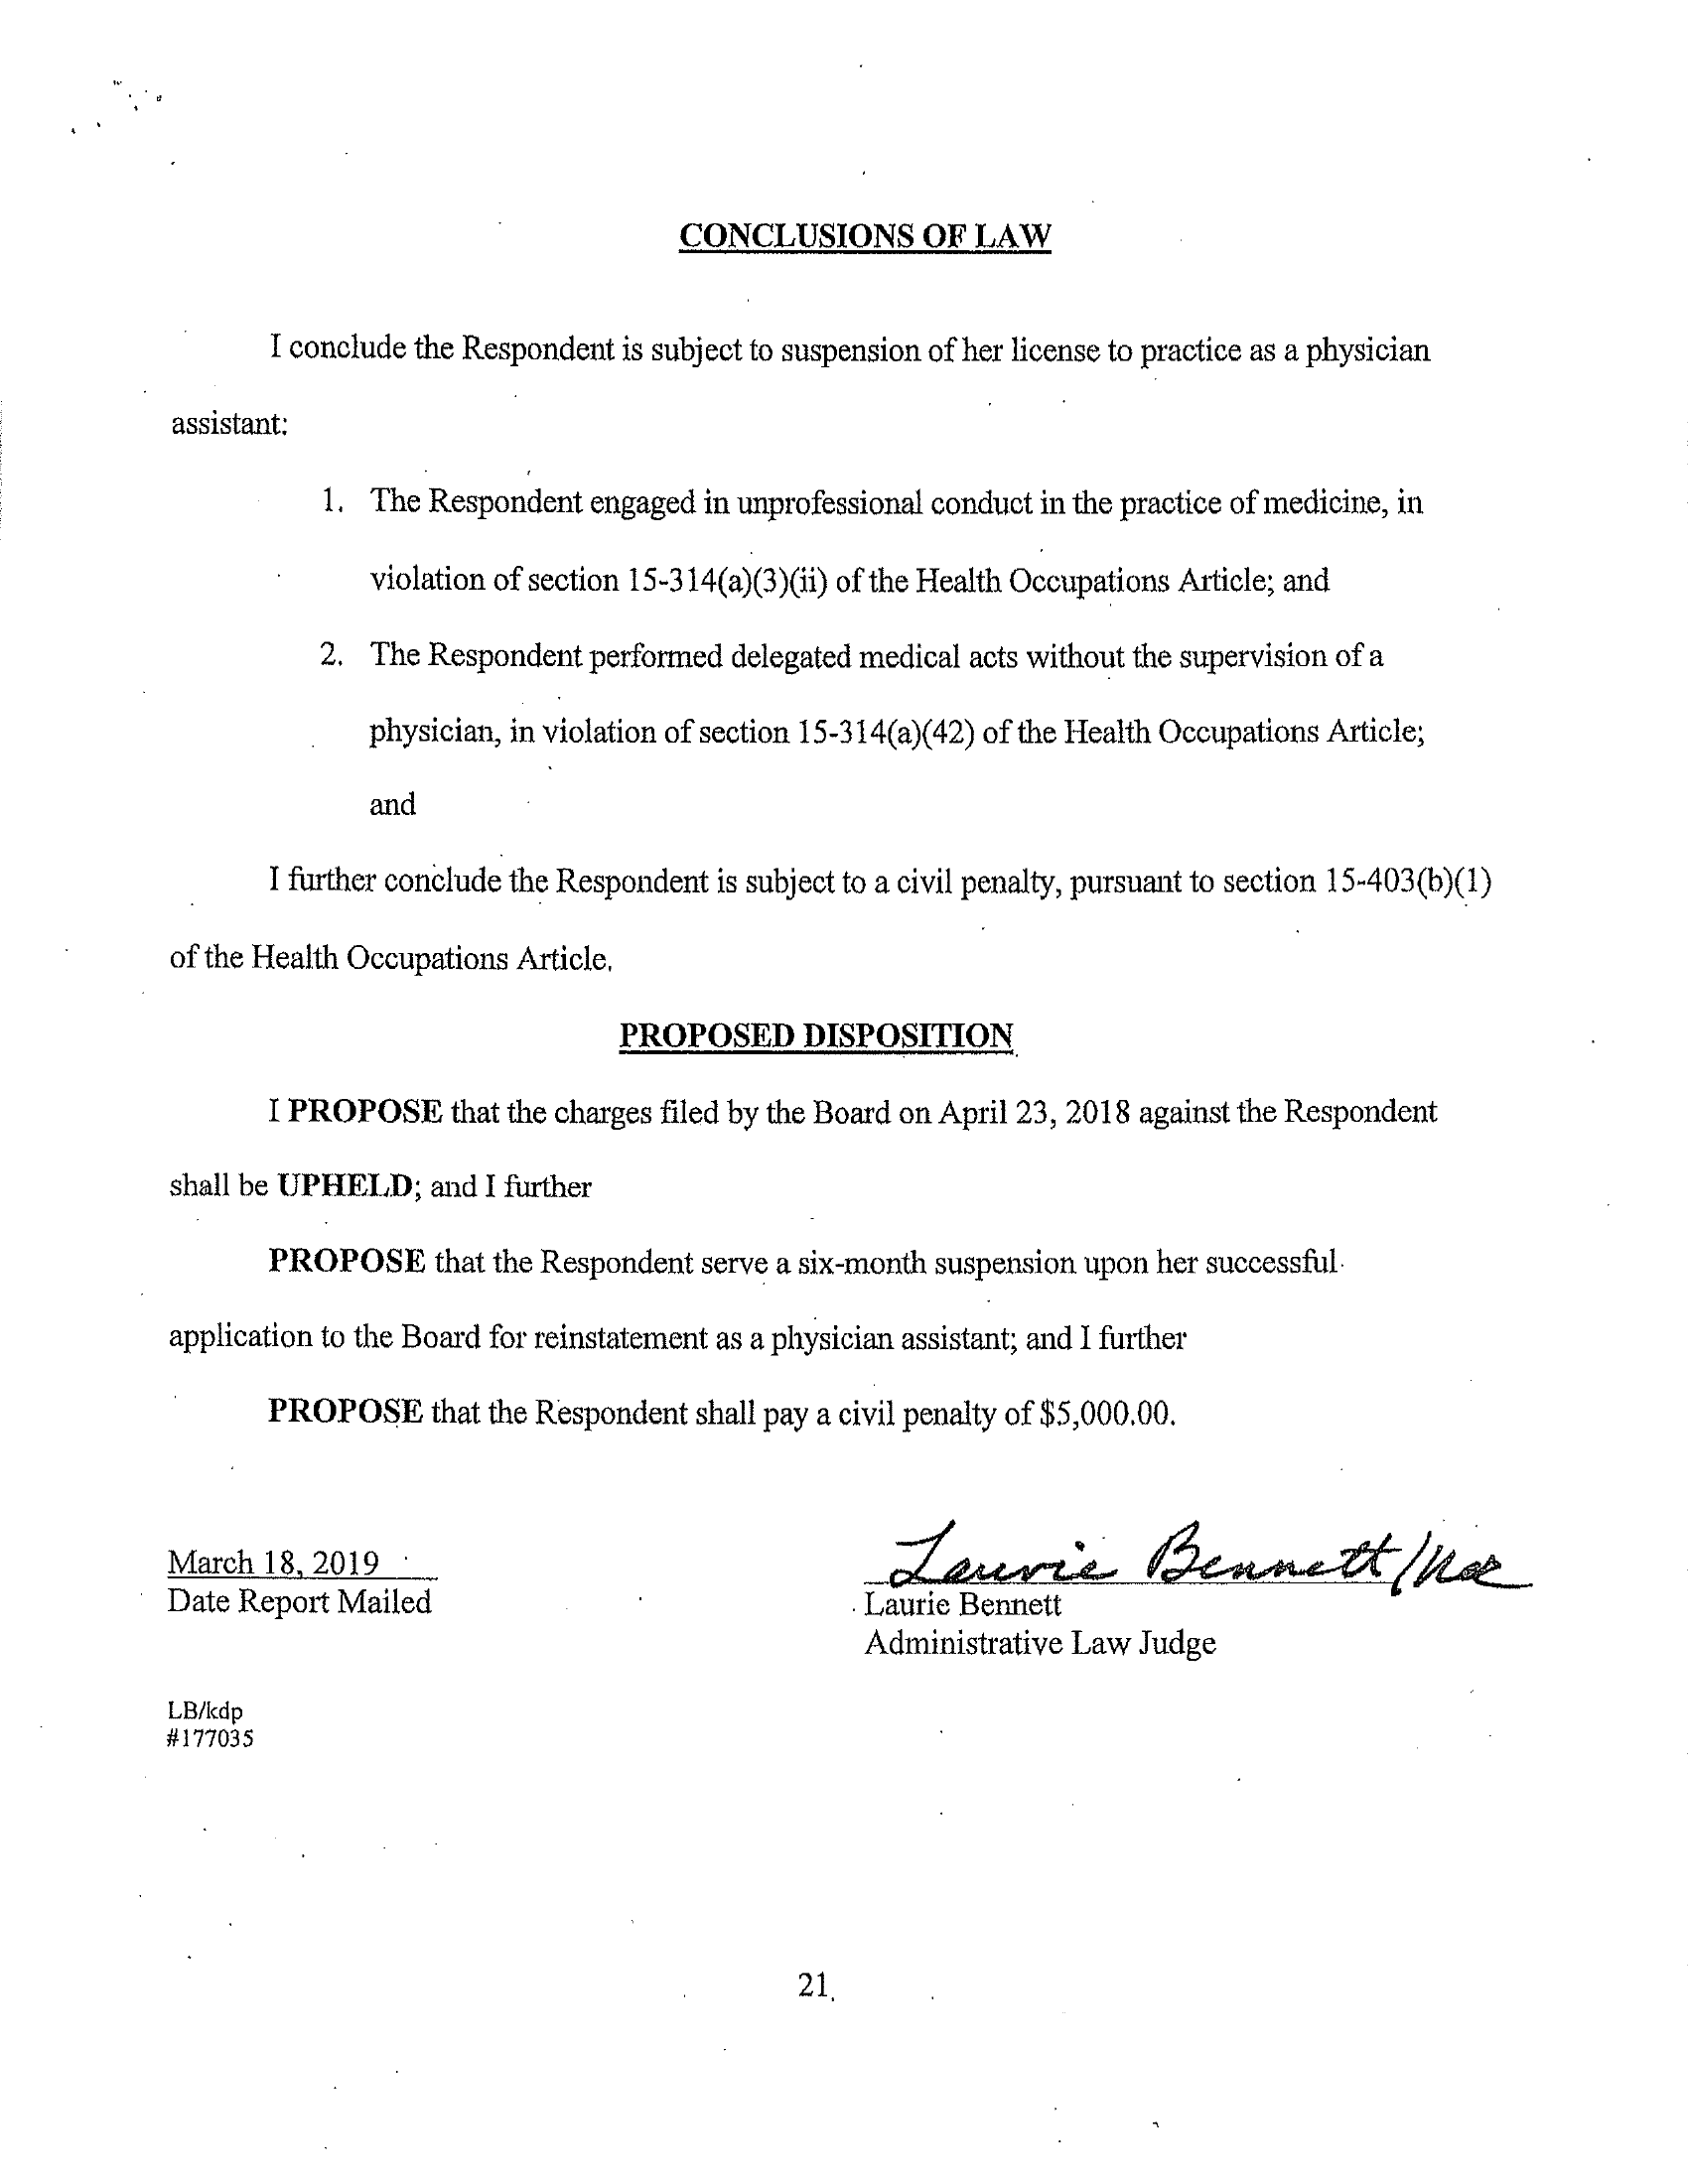 CONCLUSIONS OF LAW
I conclude the Respondent is subject to suspension of her license to practice as a physician
assistant:
1. The Respondent engaged in unprofessional conduct in the practice of medicine, in
violation of section 15-314(a)(3)(ii) of the Health Occupations Article; and
2. The Respondent performed delegated medical acts without the supervision of a
physician, in violation of section 15-314(a)(42) of the Health Occupations Article;
and
I further conclude the Respondent is subject to a civil penalty, pursuant to section 15-403(b)(1)
of the Health Occupations Article.
PROPOSED DISPOSITION
I PROPOSE that the charges filed by the Board on April 23, 2018 against the Respondent
shall be UPHELD; and I further
PROPOSE that the Respondent serve a six-month suspension upon her successful
application to the Board for reinstatement as a physician assistant; and I further
PROPOSE that the Respondent shall pay a civil penalty of $5,000.00.
Laurie Bennett
March 18, 2019
Date Report Mailed
Laurie Bennett
Administrative Law Judge
LB/kdp
#177035
21